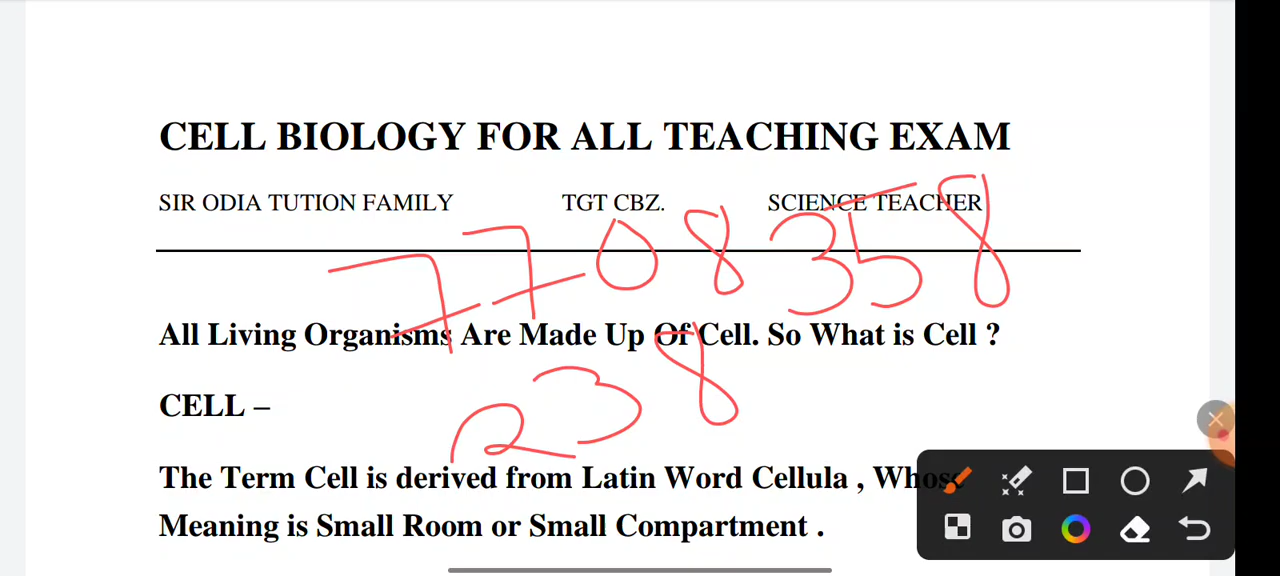 CELL BIOLOGY FOR ALL TEACHING EXAM
SIR ODIA TUTION FAMILY TGT CBZ. SCIENCE TEACHER
7708358
All Living Organisms Are Made Up Of Cell. So What is Cell ?
238
CELL –
The Term Cell is derived from Latin Word Cellula , Whose
Meaning is Small Room or Small Compartment .